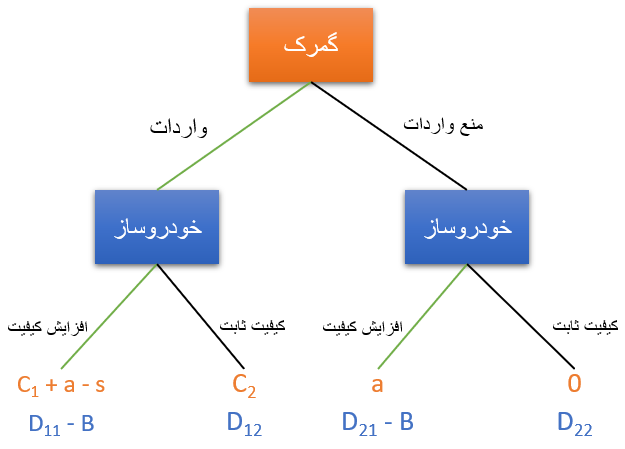 گمرک
واردات
منع واردات
خودروساز
خودروساز
افزایش کیفیت
کیفیت ثابت
افزایش کیفیت
کیفیت ثابت
C₁ + a - s
C₂
a
0
D₁₁ - B
D₁₂
D₂₁ - B
D₂₂